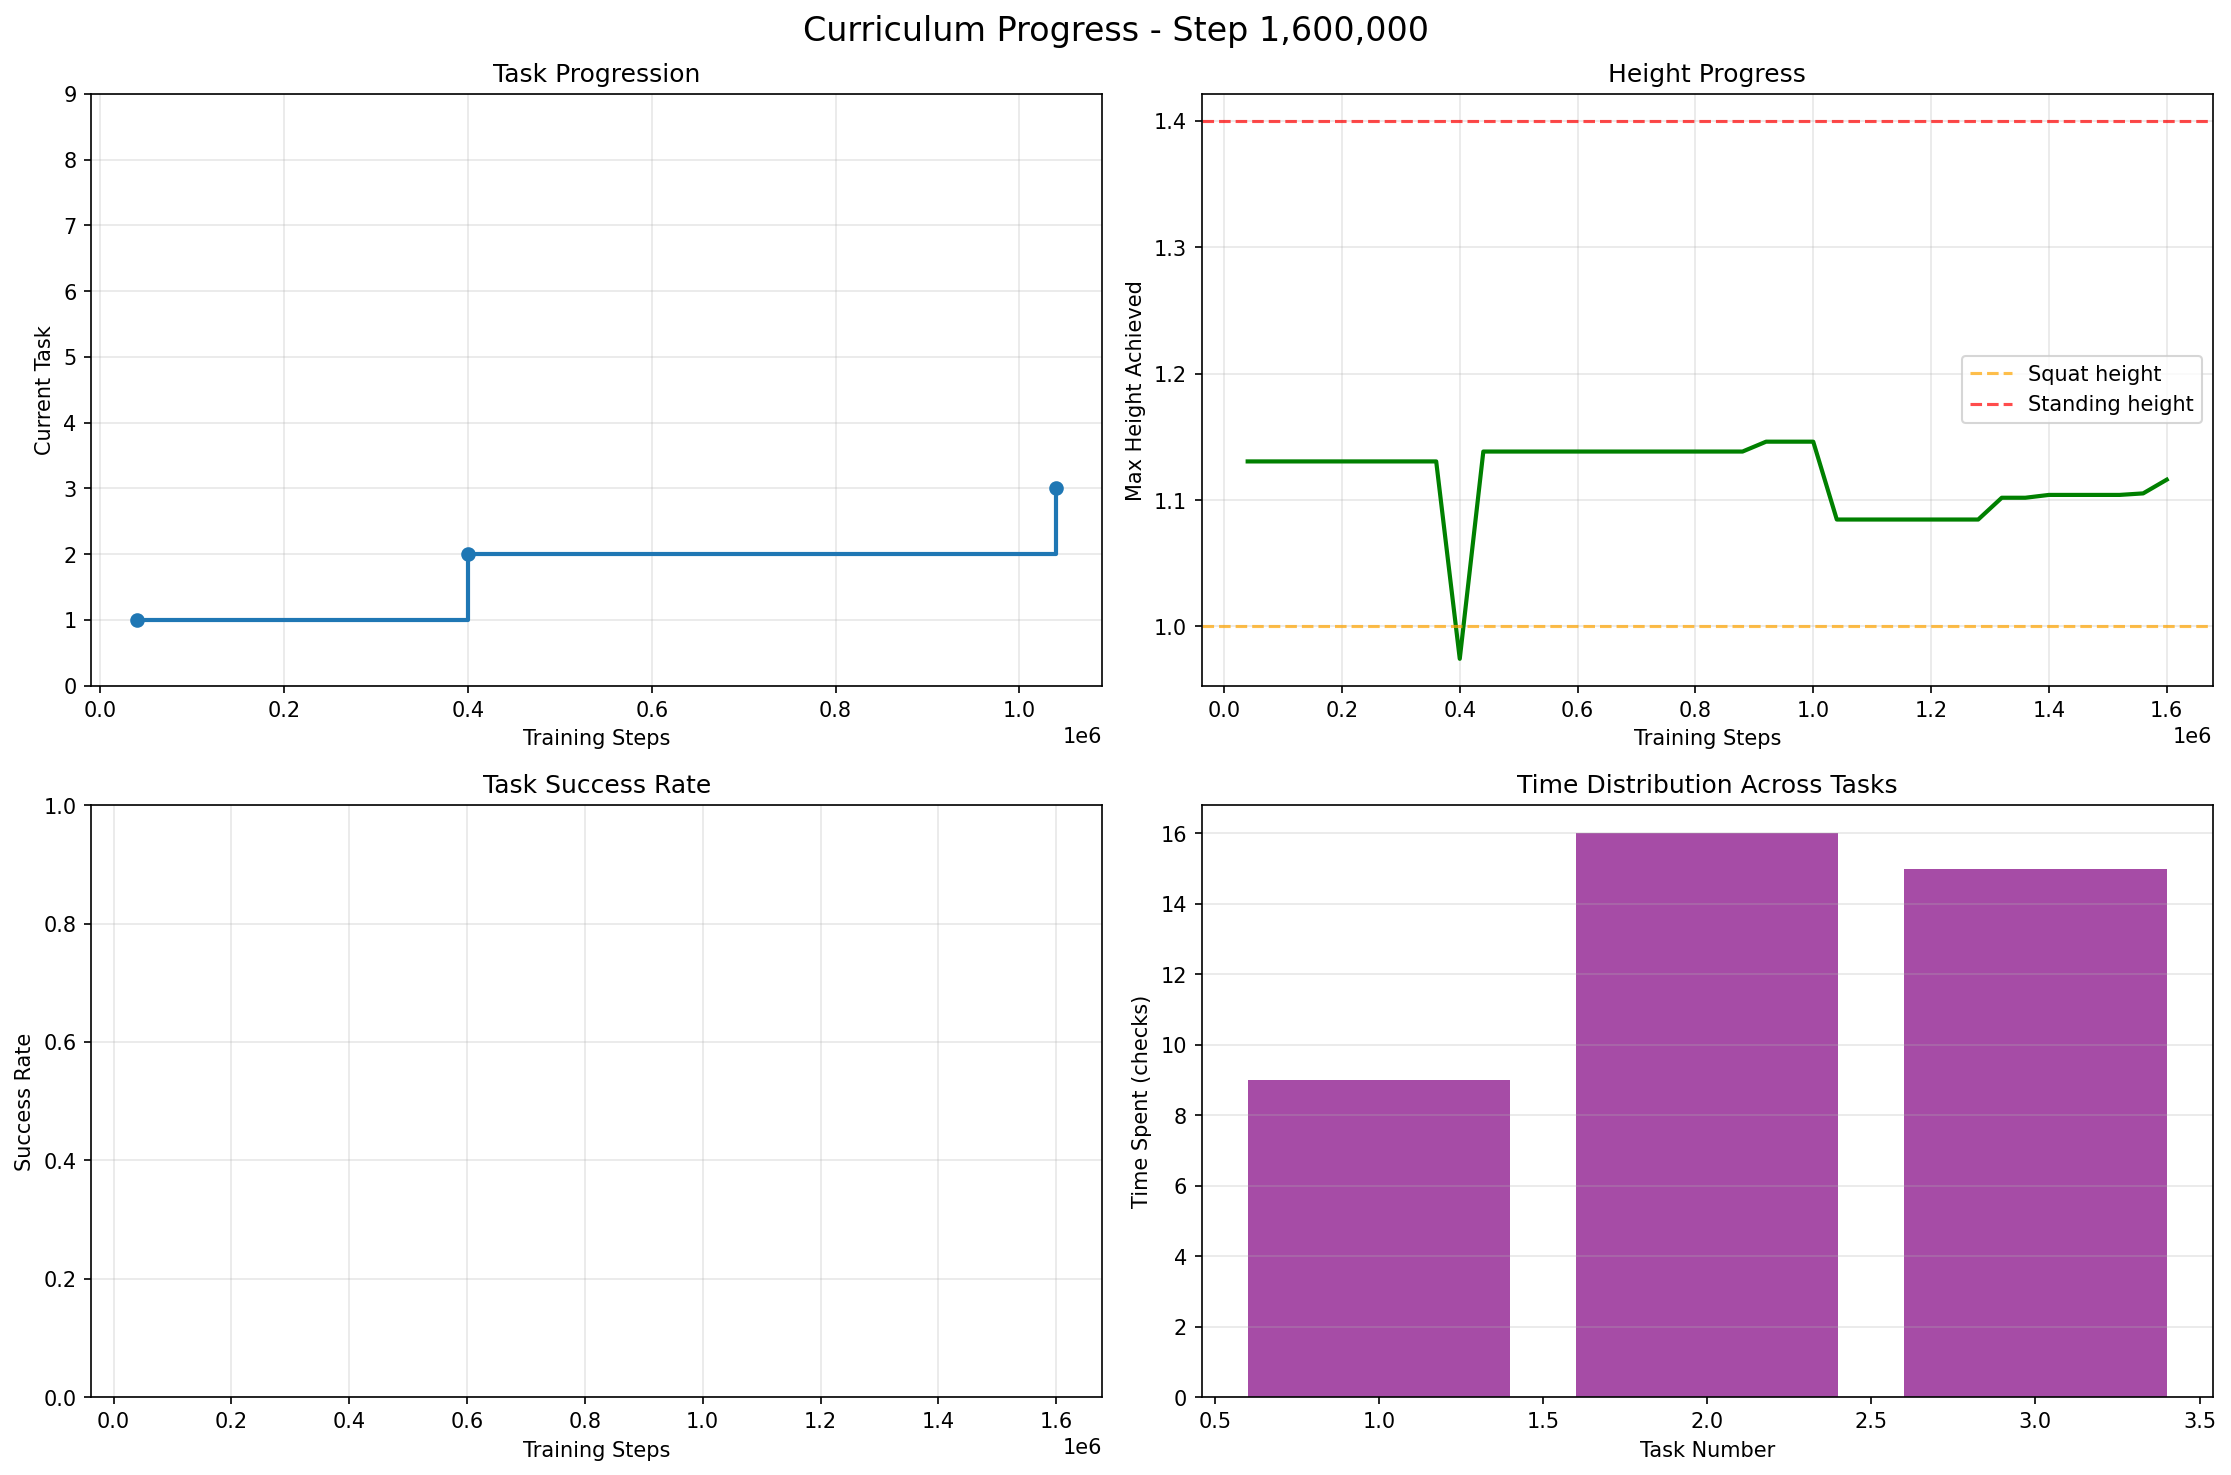 Curriculum Progress - Step 1,600,000
Task Progression
9
8
7
6
5
4
3
2
1
0
Current Task
0.0 0.2 0.4 0.6 0.8 1.0
1e6
Training Steps
Height Progress
1.4
1.3
1.2
1.1
1.0
Max Height Achieved
Squat height
Standing height
0.0 0.2 0.4 0.6 0.8 1.0 1.2 1.4 1.6
1e6
Training Steps
Task Success Rate
1.0
0.8
0.6
0.4
0.2
0.0
Success Rate
0.0 0.2 0.4 0.6 0.8 1.0 1.2 1.4 1.6
1e6
Training Steps
Time Distribution Across Tasks
16
14
12
10
8
6
4
2
0
Time Spent (checks)
0.5 1.0 1.5 2.0 2.5 3.0 3.5
Task Number